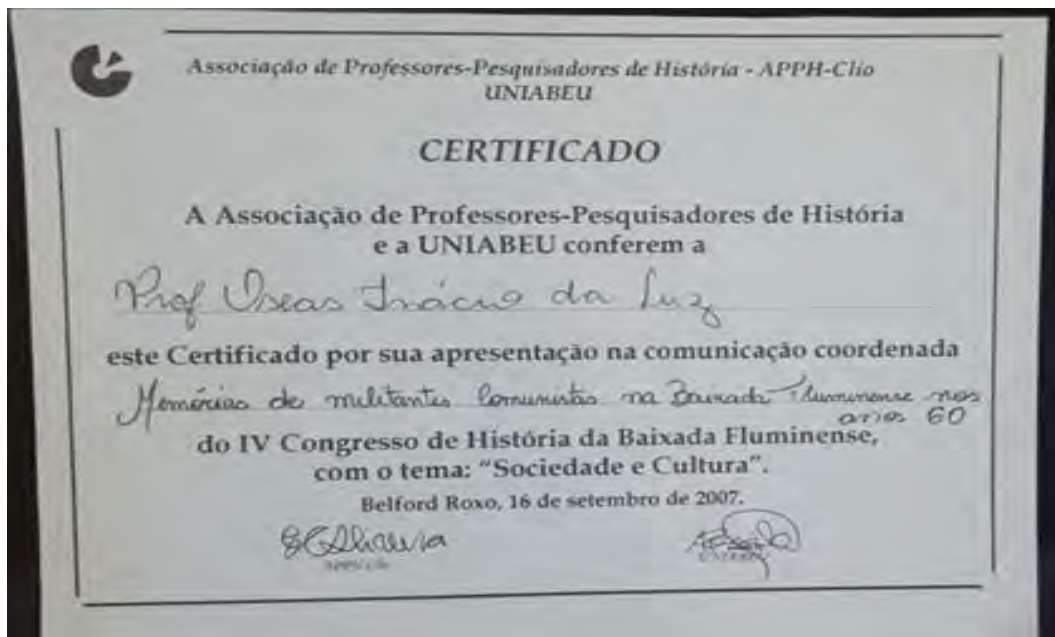 Associação de Professores-Pesquisadores de História - APPH-Clio
UNIABEU
CERTIFICADO
A Associação de Professores-Pesquisadores de História
e a UNIABEU conferem a
Prof Oseas Inácio da Luz
este Certificado por sua apresentação na comunicação coordenada
Memórias de militantes Comunistas na Baixada Fluminense nos
anos 60
do IV Congresso de História da Baixada Fluminense,
com o tema: “Sociedade e Cultura”.
Belford Roxo, 16 de setembro de 2007.
APPH-Clio
UNIABEU